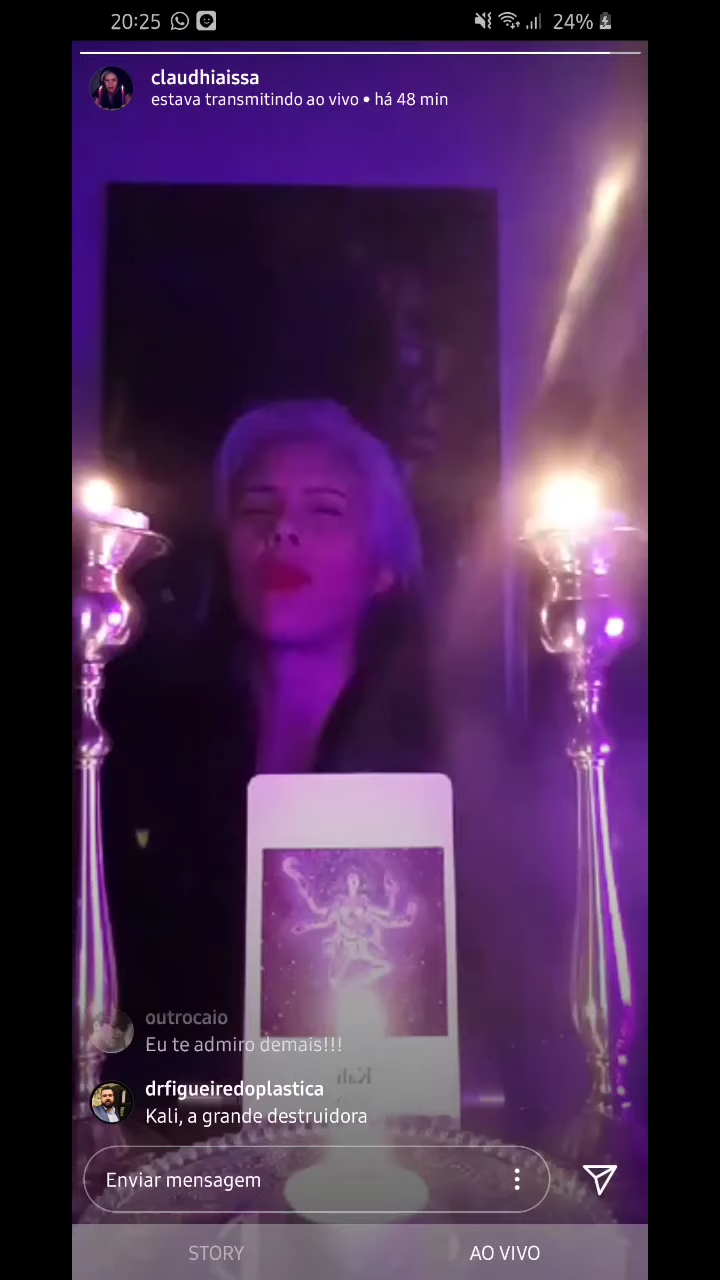 20:25
24%
claudhiaissa
estava transmitindo ao vivo • há 48 min
outrocaio
Eu te admiro demais!!!
Kali
drfigueiredoplastica
Kali, a grande destruidora
Enviar mensagem
STORY
AO VIVO